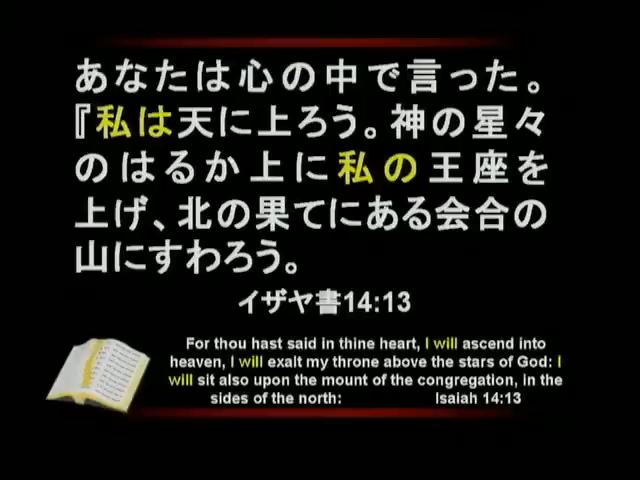 あなたは心の中で言った。
『私は天に上ろう。神の星々
のはるか上に私の王座を
上げ、北の果てにある会合の
山にすわろう。
イザヤ書14:13
For thou hast said in thine heart, I will ascend into
heaven, I will exalt my throne above the stars of God: I
will sit also upon the mount of the congregation, in the
sides of the north: Isaiah 14:13